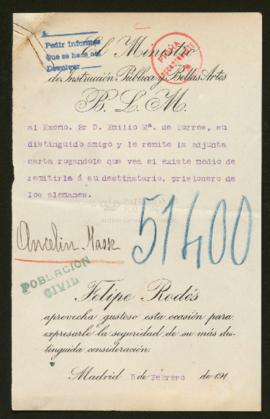 Pedir informes
Que se hace asi
Devolver
El Ministro
de Instrucción Pública y Bellas Artes
B. L. M.
al Excmo. Sr D. Emilio Mª. de Torres, su
distinguido amigo y le remite la adjunta
carta rogandole que vea si existe medio de
remitirla á su destinatario, prisionero de
los alemanes.
Ancelin, Masse
51400
POBLACION
CIVIL
Felipe Rodés
aprovecha gustoso esta ocasión para
expresarle la seguridad de su más dis-
tinguida consideración.
Madrid 5 de Febrero de 191